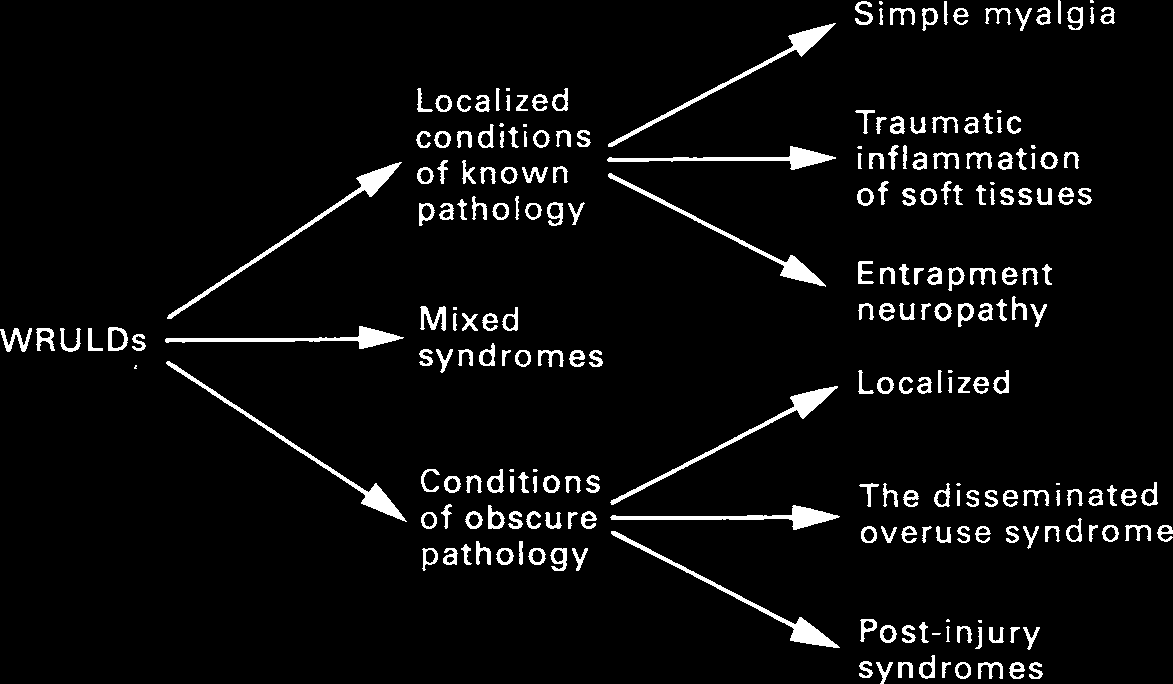 Simple myalgia
Localized
conditions
of known
pathology
Traumatic
inflammation
of soft tissues
Entrapment
neuropathy
WRULDs
Mixed
syndromes
Localized
Conditions
of obscure
pathology
The disseminated
overuse syndrome
Post-injury
syndromes